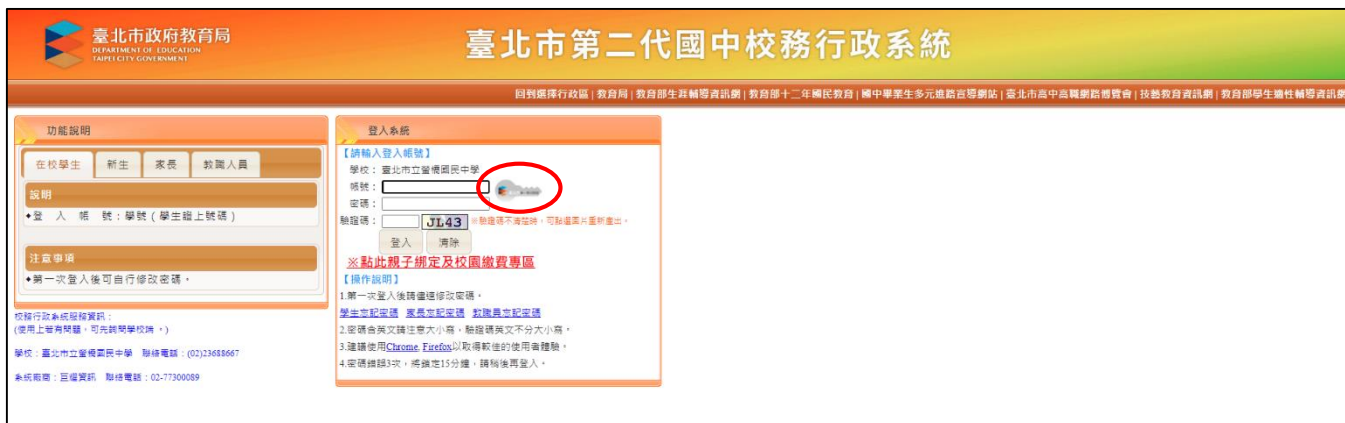 臺北市政府教育局
DEPARTMENT OF EDUCATION
TAIPEI CITY GOVERNMENT
臺北市第二代國中校務行政系統
回到選擇行政區 | 教育局 | 教育部生涯輔導資訊網 | 教育部十二年國民教育 | 國中畢業生多元進路宣導網站 | 臺北市高中高職網路博覽會 | 技藝教育資訊網 | 教育部學生適性輔導資訊網
功能說明
在校學生 新生 家長 教職人員
說明
◆登 入 帳 號：學號（學生證上號碼）
注意事項
◆第一次登入後可自行修改密碼。
校務行政系統服務資訊：
(使用上若有問題，可先詢問學校端 。)
學校：臺北市立螢橋國民中學 聯絡電話：(02)23688667
系統廠商：亘煌資訊 聯絡電話：02-77300089
登入系統
【請輸入登入帳號】
學校： 臺北市立螢橋國民中學
帳號：
密碼：
驗證碼： JL43 ※驗證碼不清楚時，可點選圖片重新產出。
登入 清除
※點此親子綁定及校園繳費專區
【操作說明】
1.第一次登入後請儘速修改密碼。
學生忘記密碼 家長忘記密碼 教職員忘記密碼
2.密碼含英文請注意大小寫，驗證碼英文不分大小寫。
3.建議使用Chrome, Firefox以取得較佳的使用者體驗。
4.密碼錯誤3次，將鎖定15分鐘，請稍後再登入。